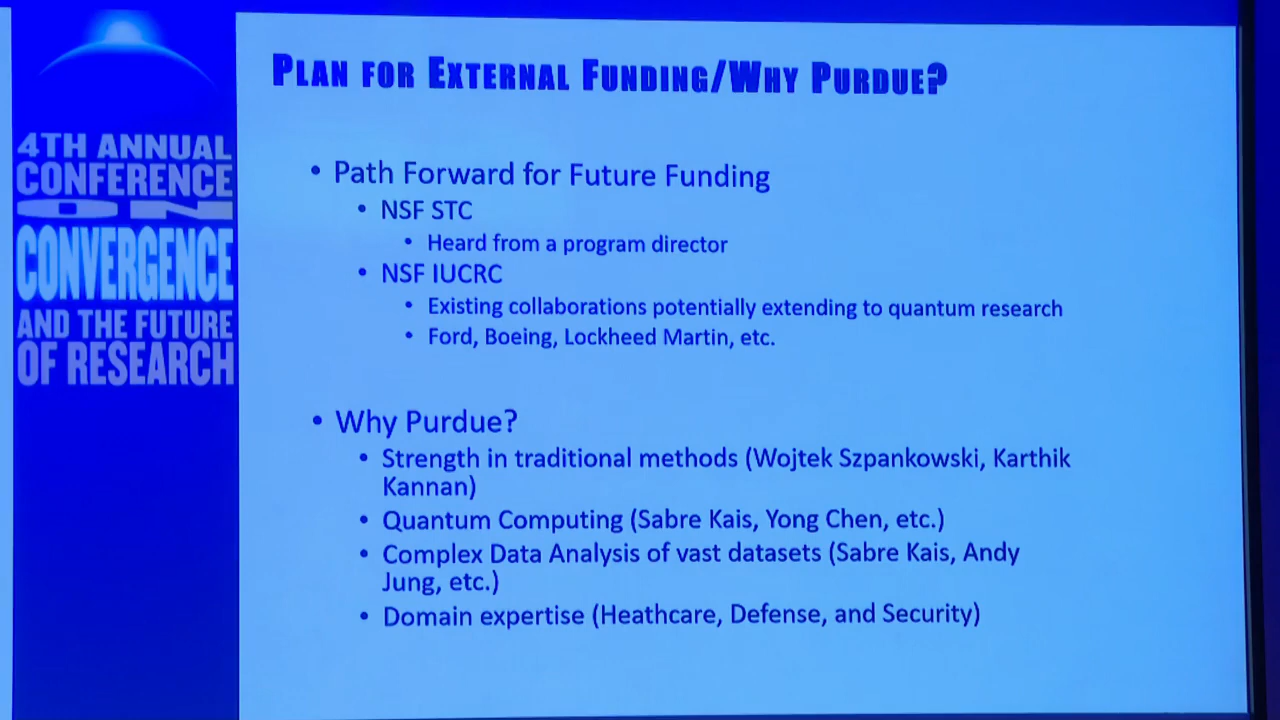 4TH ANNUAL
CONFERENCE
ON
CONVERGENCE
AND THE FUTURE
OF RESEARCH
PLAN FOR EXTERNAL FUNDING/WHY PURDUE?
• Path Forward for Future Funding
• NSF STC
• Heard from a program director
• NSF IUCRC
• Existing collaborations potentially extending to quantum research
• Ford, Boeing, Lockheed Martin, etc.
• Why Purdue?
• Strength in traditional methods (Wojtek Szpankowski, Karthik
Kannan)
• Quantum Computing (Sabre Kais, Yong Chen, etc.)
• Complex Data Analysis of vast datasets (Sabre Kais, Andy
Jung, etc.)
• Domain expertise (Heathcare, Defense, and Security)